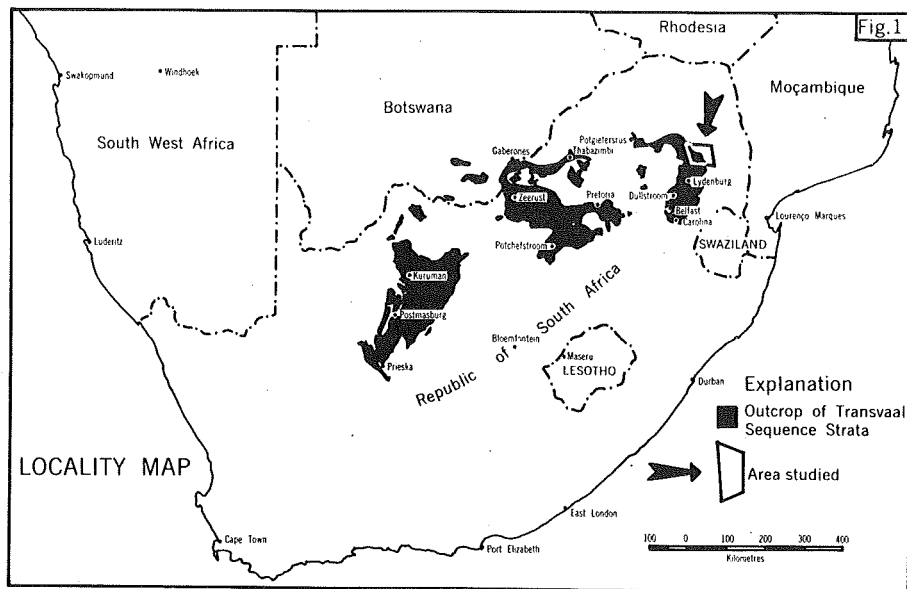 Fig.1
Rhodesia
Moçambique
Swakopmund
Windhoek
Botswana
South West Africa
Potgietersrus
Gaberones
Thabazimbi
Lydenburg
Zeerust
Pretoria
Dullstroom
Belfast
Carolina
Lourenço Marques
Luderitz
Potchefstroom
SWAZILAND
Kuruman
Postmasburg
Bloemfontein
Republic of South Africa
Maseru
LESOTHO
Prieska
Durban
Explanation
Outcrop of Transvaal
Sequence Strata
LOCALITY MAP
Area studied
East London
Cape Town
Port Elizabeth
100 0 100 200 300 400
Kilometres